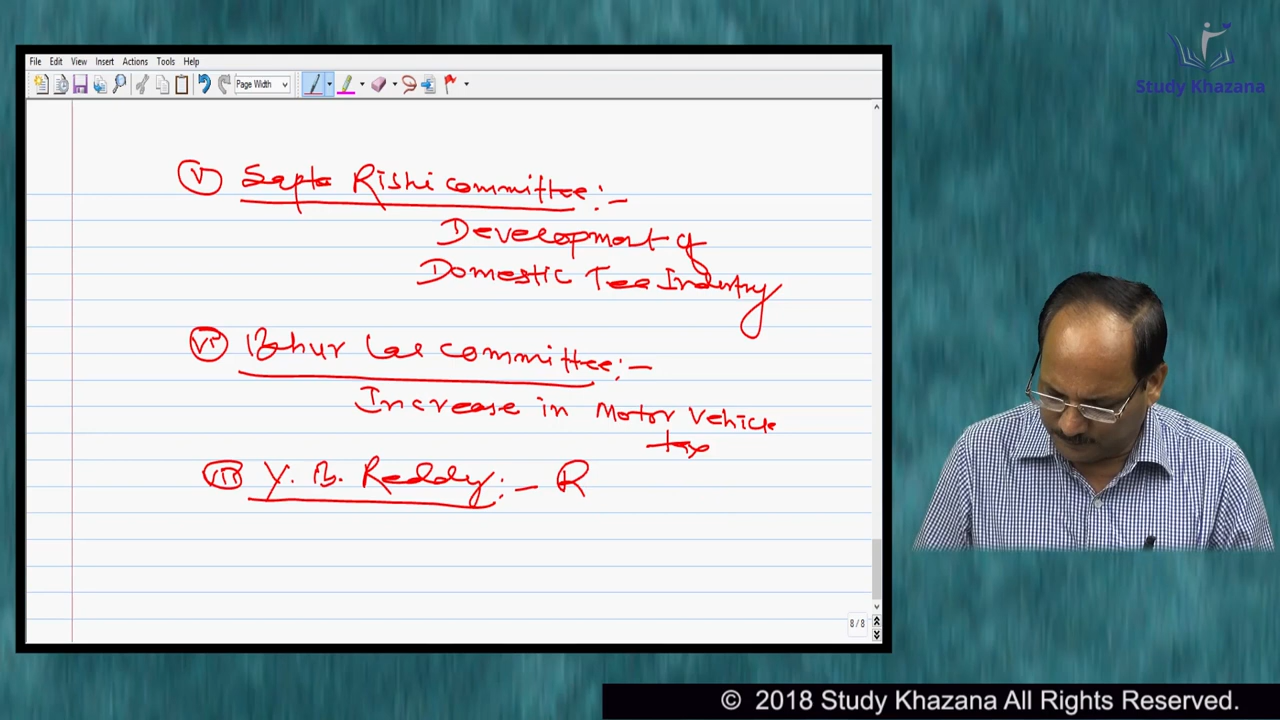 Study Khazana
File Edit View Insert Actions Tools Help
Page Width
V Sapta Rishi committee:-
Development of
Domestic Tea Industry
VI Bahur Lal committee:-
Increase in Motor Vehicle
tax
VII Y. B. Reddy:- R
8/8
© 2018 Study Khazana All Rights Reserved.